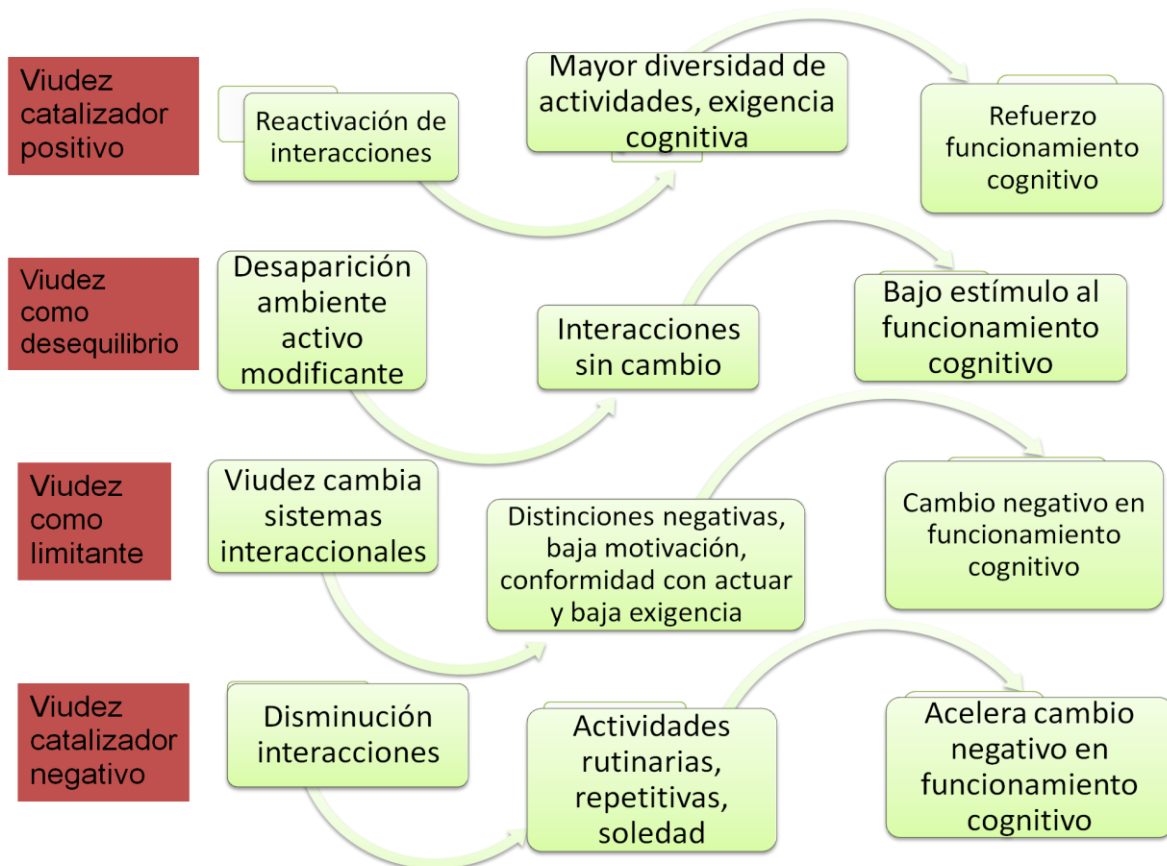 Viudez
catalizador
positivo
Reactivación de
interacciones
Mayor diversidad de
actividades, exigencia
cognitiva
Refuerzo
funcionamiento
cognitivo
Viudez
como
desequilibrio
Desaparición
ambiente
activo
modificante
Interacciones
sin cambio
Bajo estímulo al
funcionamiento
cognitivo
Viudez
como
limitante
Viudez cambia
sistemas
interaccionales
Distinciones negativas,
baja motivación,
conformidad con actuar
y baja exigencia
Cambio negativo en
funcionamiento
cognitivo
Viudez
catalizador
negativo
Disminución
interacciones
Actividades
rutinarias,
repetitivas,
soledad
Acelera cambio
negativo en
funcionamiento
cognitivo